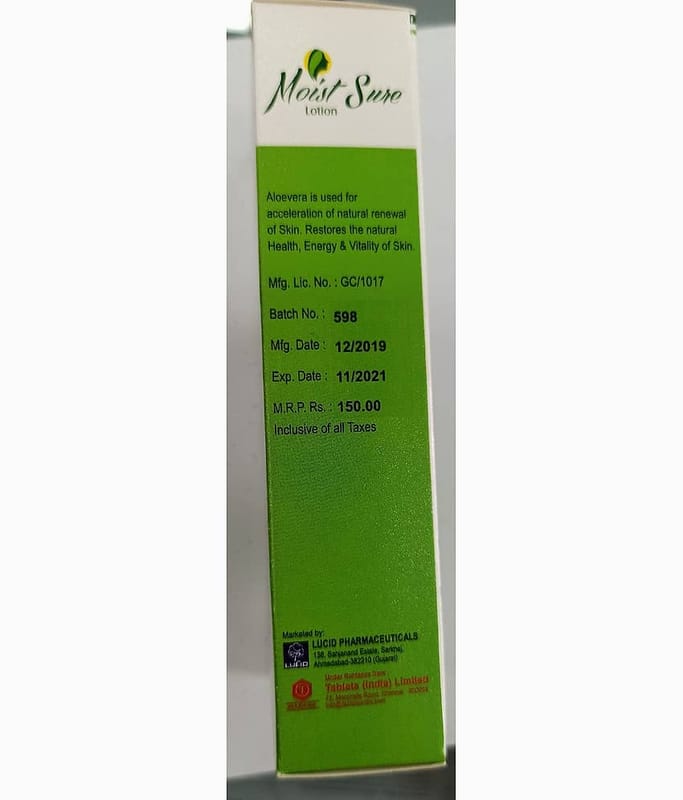 Moist Sure
Lotion
Aloevera is used for
acceleration of natural renewal
of Skin. Restores the natural
Health, Energy & Vitality of Skin.
Mfg. Lic. No. : GC/1017
Batch No. : 598
Mfg. Date : 12/2019
Exp. Date : 11/2021
M.R.P. Rs. : 150.00
Inclusive of all Taxes
Marketed by:
LUCID PHARMACEUTICALS
LUCID
Ahmedabad-382210 (Gujarat)
Tablets (India) Limited